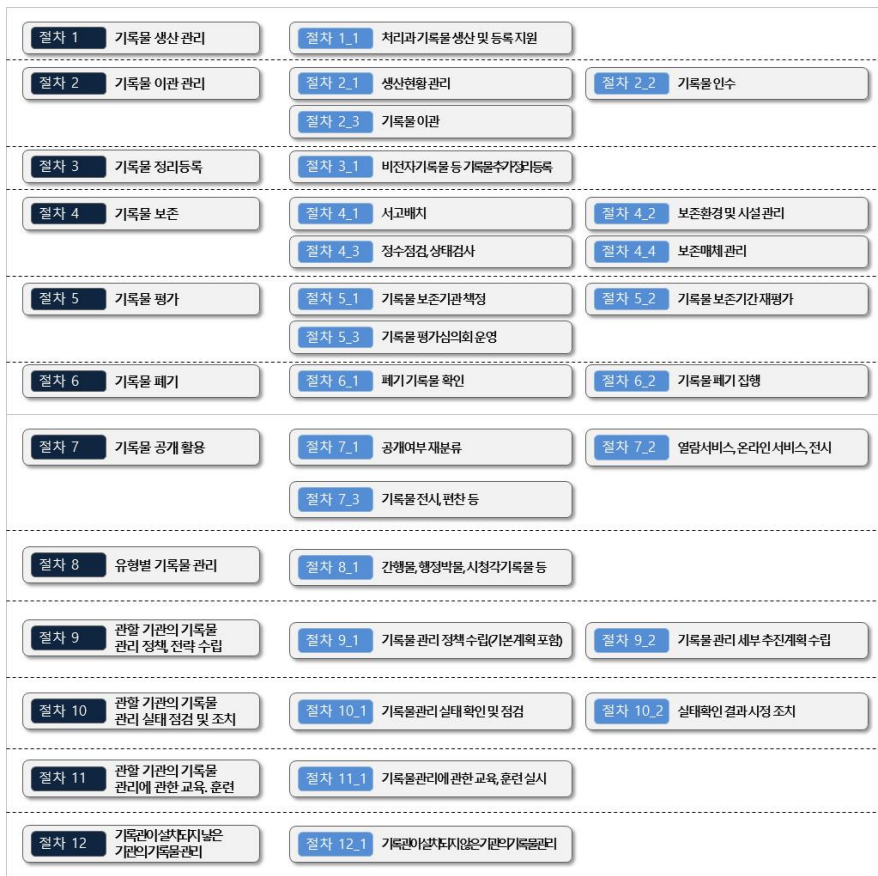 절차 1 기록물 생산 관리 절차 1_1 처리과 기록물 생산 및 등록 지원
절차 2 기록물 이관 관리 절차 2_1 생산현황 관리 절차 2_2 기록물 인수
절차 2_3 기록물 이관
절차 3 기록물 정리등록 절차 3_1 비전자기록물 등 기록물추가정리등록
절차 4 기록물 보존 절차 4_1 서고배치 절차 4_2 보존환경 및 시설 관리
절차 4_3 정수점검, 상태검사 절차 4_4 보존매체 관리
절차 5 기록물 평가 절차 5_1 기록물 보존기관 책정 절차 5_2 기록물 보존기간 재평가
절차 5_3 기록물 평가심의회 운영
절차 6 기록물 폐기 절차 6_1 폐기 기록물 확인 절차 6_2 기록물 폐기 집행
절차 7 기록물 공개 활용 절차 7_1 공개여부 재분류 절차 7_2 열람서비스, 온라인 서비스, 전시
절차 7_3 기록물 전시, 편찬 등
절차 8 유형별 기록물 관리 절차 8_1 간행물, 행정박물, 시청각기록물 등
절차 9 관할 기관의 기록물
관리 정책, 전략 수립 절차 9_1 기록물 관리 정책 수립(기본계획 포함) 절차 9_2 기록물 관리 세부 추진계획 수립
절차 10 관할 기관의 기록물
관리 실태 점검 및 조치 절차 10_1 기록물관리 실태 확인 및 점검 절차 10_2 실태확인 결과 시정 조치
절차 11 관할 기관의 기록물
관리에 관한 교육. 훈련 절차 11_1 기록물관리에 관한 교육, 훈련 실시
절차 12 기록관이 설치되지 낳은
기관의 기록물 관리 절차 12_1 기록관이 설치되지 않은 기관의 기록물관리